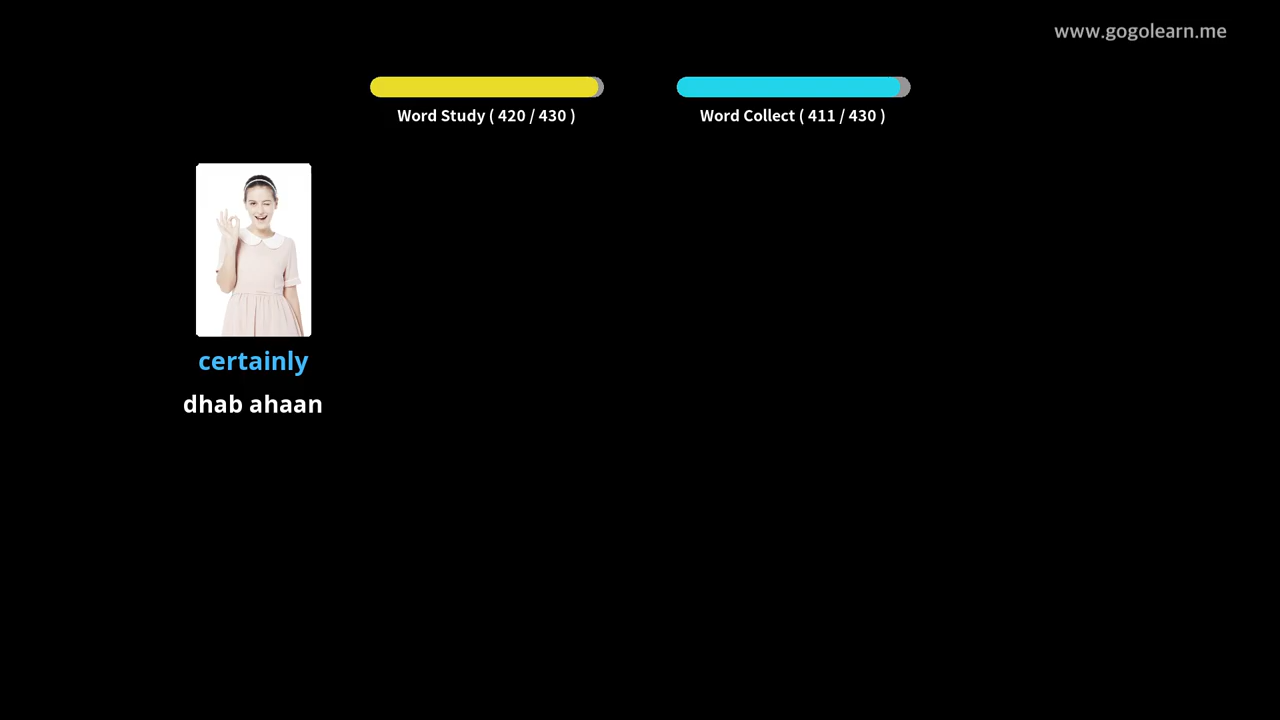 www.gogolearn.me
Word Study ( 420 / 430 )
Word Collect ( 411 / 430 )
certainly
dhab ahaan